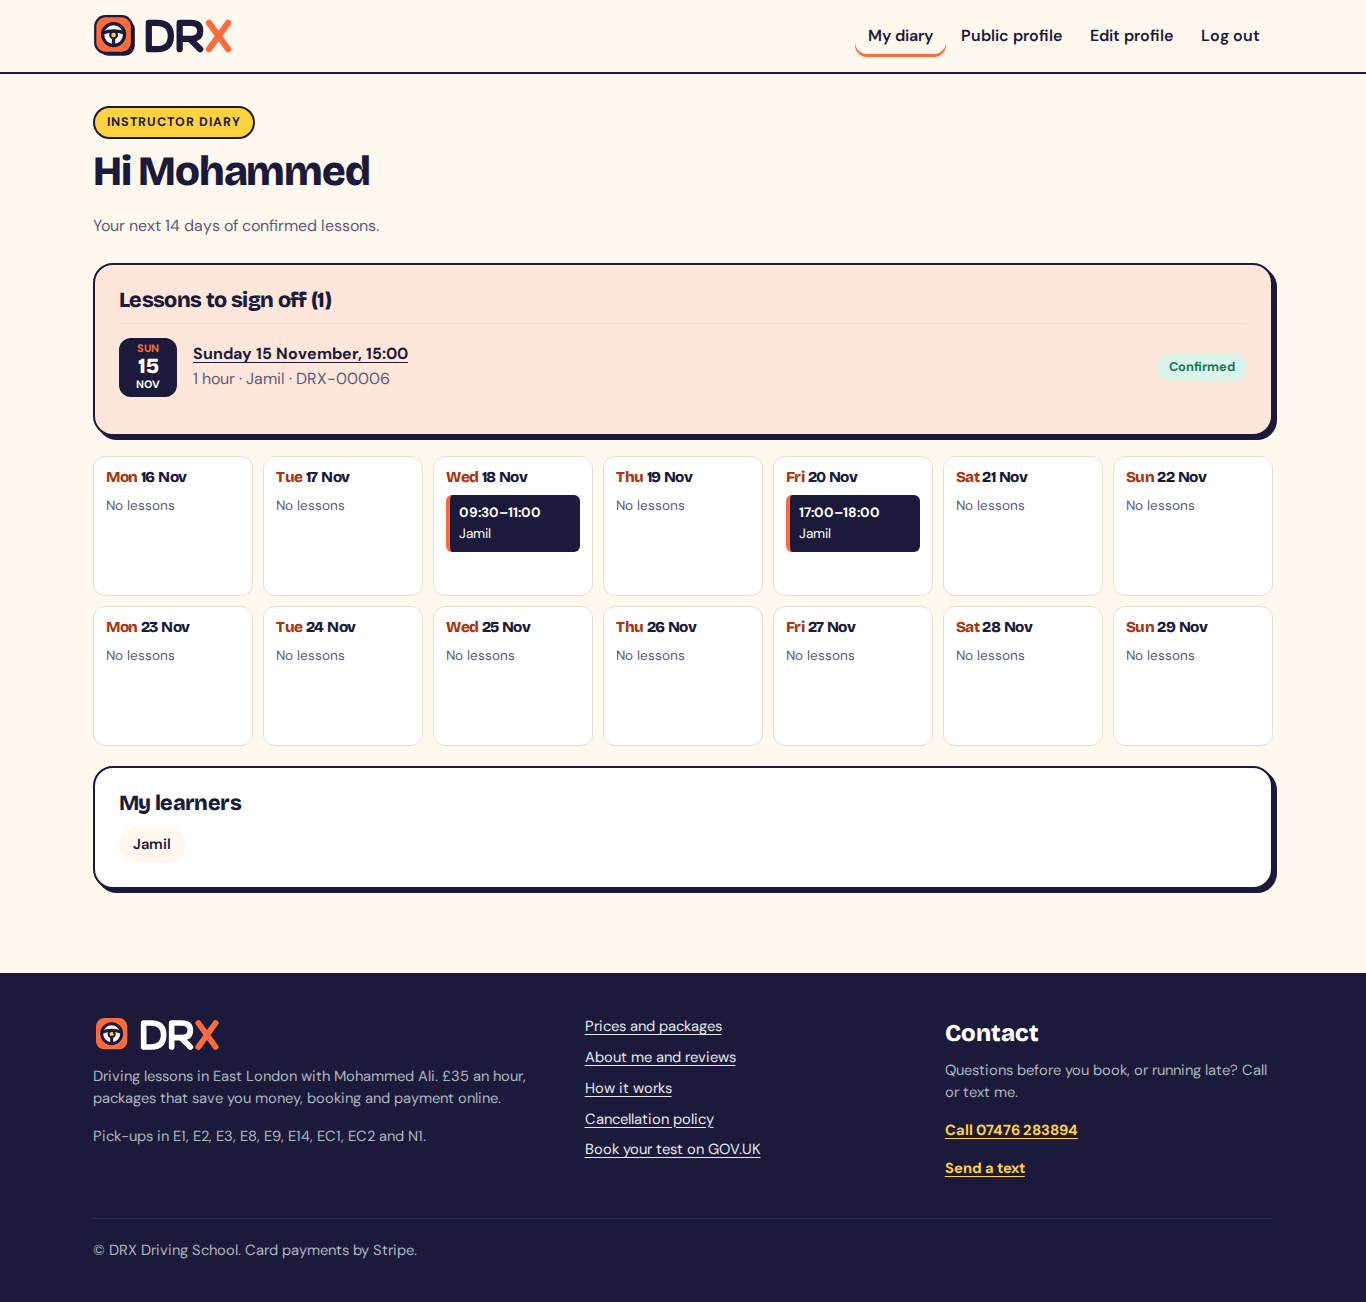 DRX
My diary
Public profile
Edit profile
Log out
INSTRUCTOR DIARY
Hi Mohammed
Your next 14 days of confirmed lessons.
Lessons to sign off (1)
SUN
15
NOV
Sunday 15 November, 15:00
1 hour · Jamil · DRX-00006
Confirmed
Mon 16 Nov
No lessons
Tue 17 Nov
No lessons
Wed 18 Nov
09:30–11:00
Jamil
Thu 19 Nov
No lessons
Fri 20 Nov
17:00–18:00
Jamil
Sat 21 Nov
No lessons
Sun 22 Nov
No lessons
Mon 23 Nov
No lessons
Tue 24 Nov
No lessons
Wed 25 Nov
No lessons
Thu 26 Nov
No lessons
Fri 27 Nov
No lessons
Sat 28 Nov
No lessons
Sun 29 Nov
No lessons
My learners
Jamil
DRX
Driving lessons in East London with Mohammed Ali. £35 an hour,
packages that save you money, booking and payment online.
Pick-ups in E1, E2, E3, E8, E9, E14, EC1, EC2 and N1.
Prices and packages
About me and reviews
How it works
Cancellation policy
Book your test on GOV.UK
Contact
Questions before you book, or running late? Call
or text me.
Call 07476 283894
Send a text
© DRX Driving School. Card payments by Stripe.